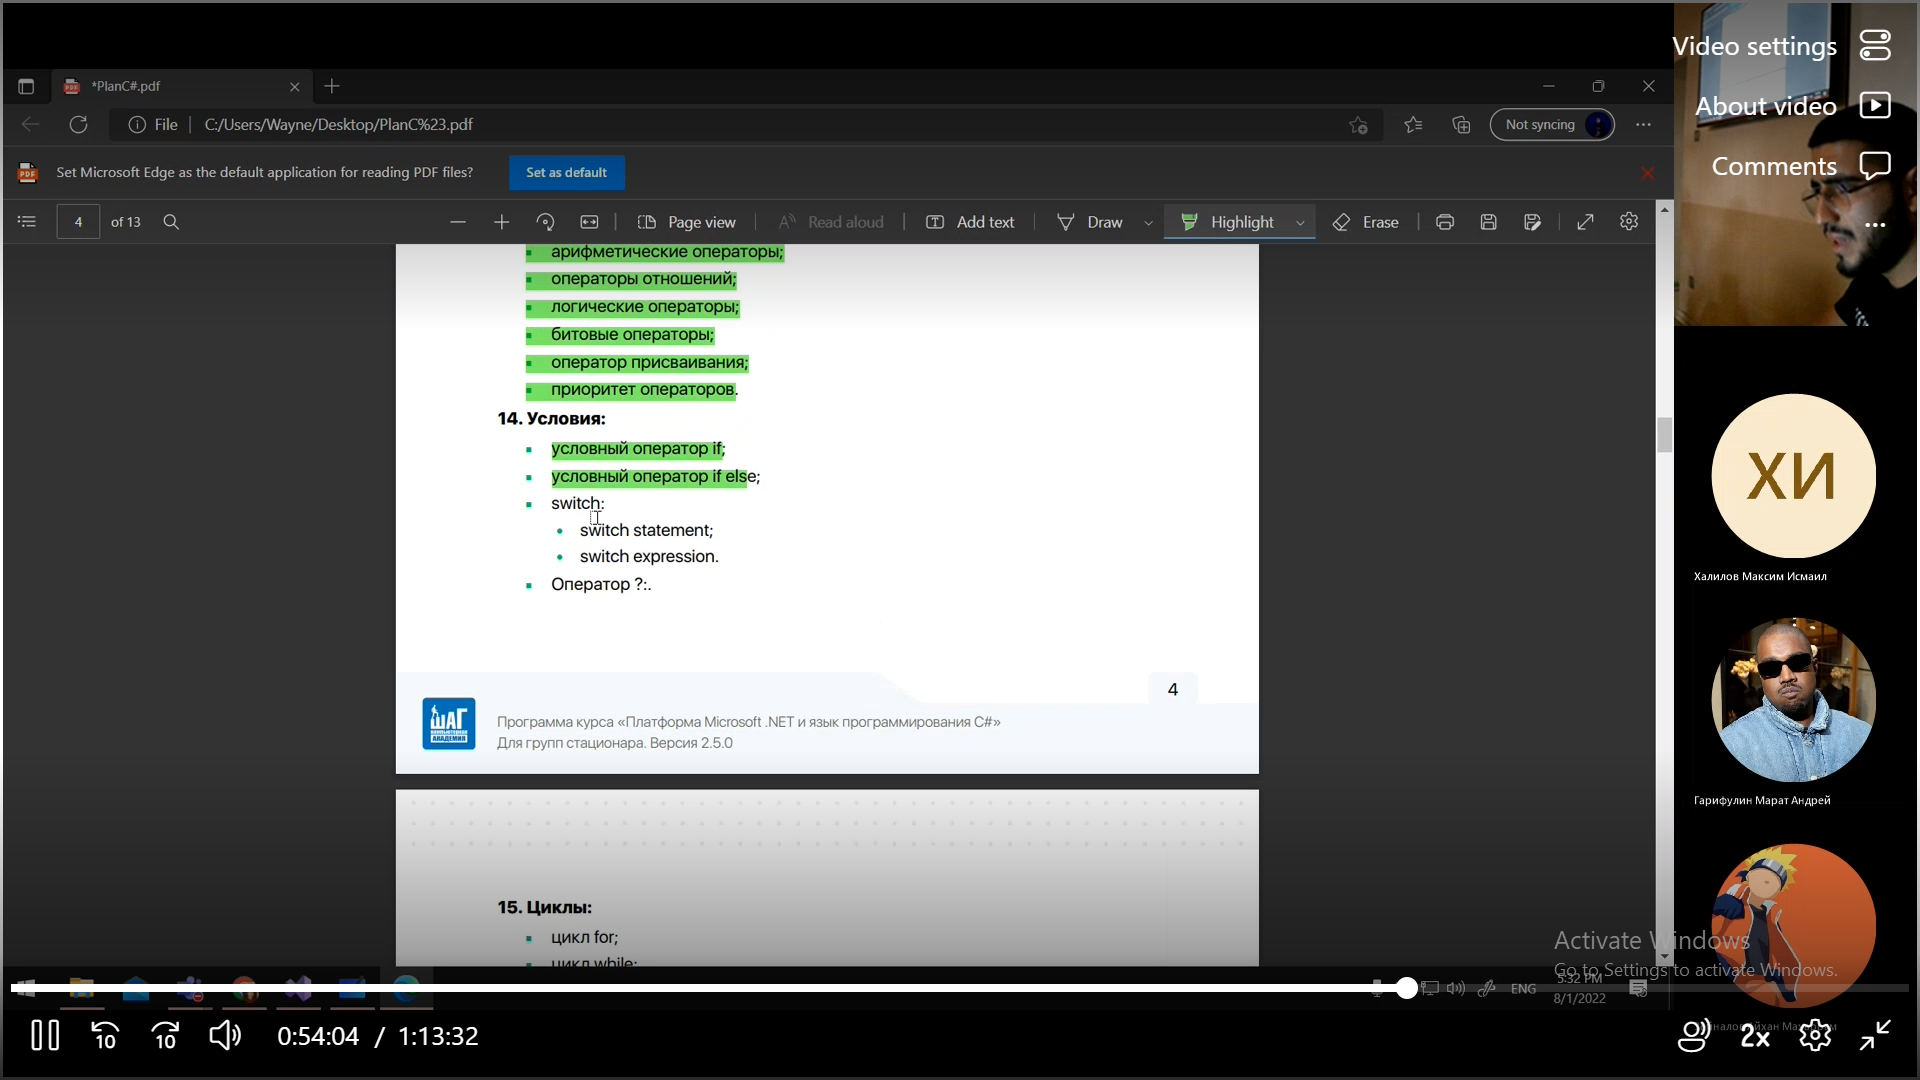 Video settings
About video
Comments
*PlanC#.pdf
File
C:/Users/Wayne/Desktop/PlanC%23.pdf
Not syncing
PDF
Set Microsoft Edge as the default application for reading PDF files?
Set as default
4
of 13
Page view
Read aloud
Add text
Draw
Highlight
Erase
арифметические операторы;
операторы отношений;
логические операторы;
битовые операторы;
оператор присваивания;
приоритет операторов.
14. Условия:
условный оператор if;
условный оператор if else;
switch:
switch statement;
switch expression.
Оператор ?:.
4
ШАГ
КОМПЬЮТЕРНАЯ
АКАДЕМИЯ
Программа курса «Платформа Microsoft .NET и язык программирования C#»
Для групп стационара. Версия 2.5.0
15. Циклы:
цикл for;
цикл while;
ХИ
Халилов Максим Исмаил
Гарифулин Марат Андрей
Activate Windows
Go to Settings to activate Windows.
ENG
5:32 PM
8/1/2022
10
10
0:54:04 / 1:13:32
2x